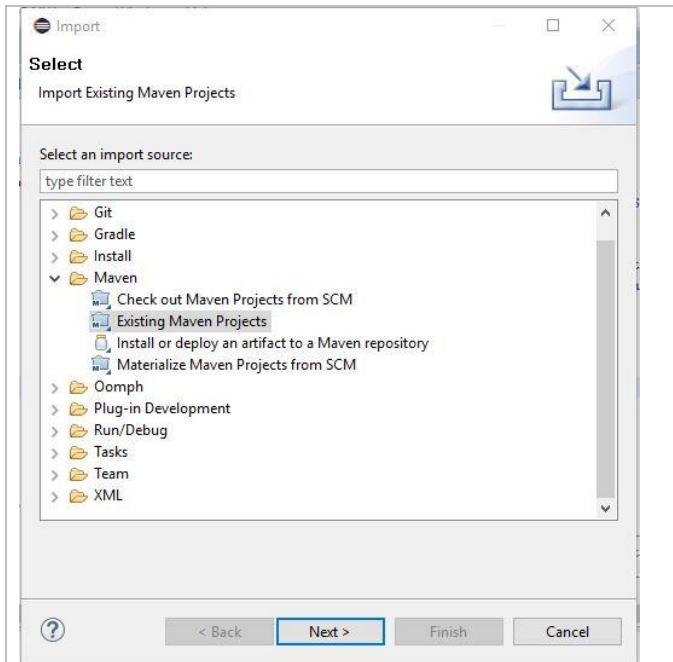 Import
Select
Import Existing Maven Projects
Select an import source:
type filter text
Git
Gradle
Install
Maven
Check out Maven Projects from SCM
Existing Maven Projects
Install or deploy an artifact to a Maven repository
Materialize Maven Projects from SCM
Oomph
Plug-in Development
Run/Debug
Tasks
Team
XML
? < Back Next > Finish Cancel